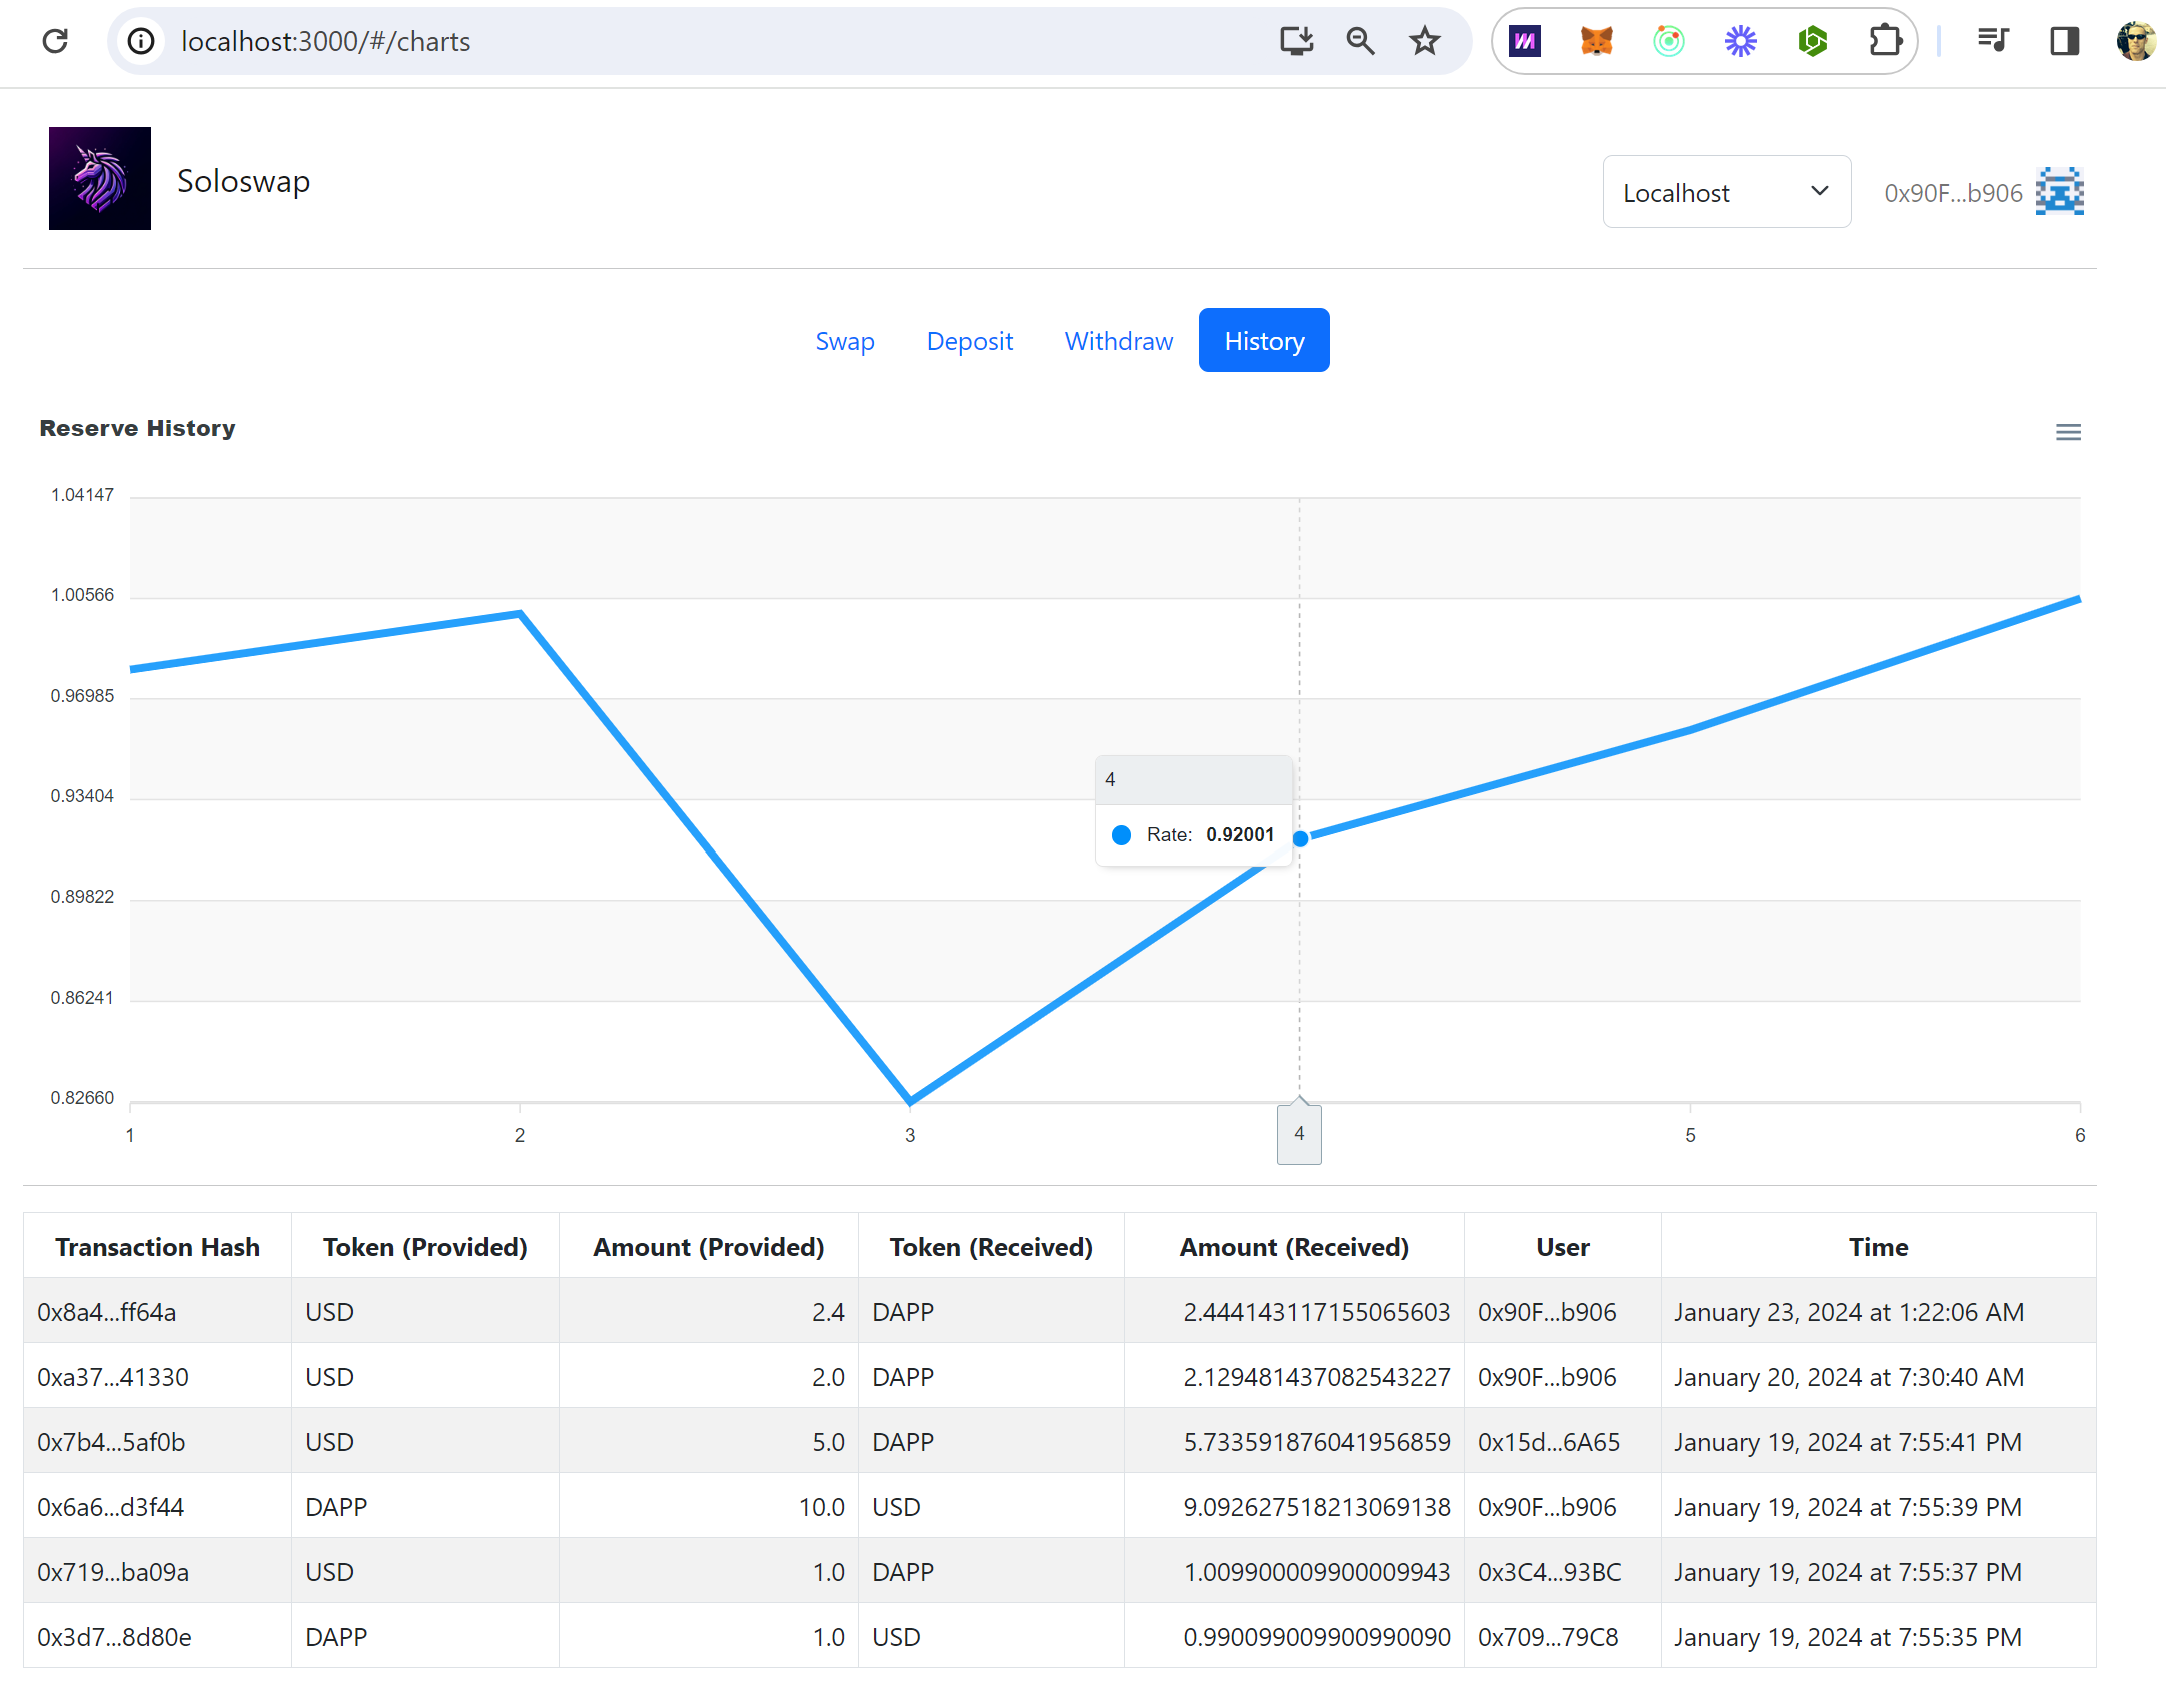 localhost:3000/#/charts
Soloswap
Localhost
0x90F...b906
Swap Deposit Withdraw History
Reserve History
1.04147
1.00566
0.96985
0.93404
0.89822
0.86241
0.82660
4
Rate: 0.92001
1 2 3 4 5 6
Transaction Hash Token (Provided) Amount (Provided) Token (Received) Amount (Received) User Time
0x8a4...ff64a USD 2.4 DAPP 2.444143117155065603 0x90F...b906 January 23, 2024 at 1:22:06 AM
0xa37...41330 USD 2.0 DAPP 2.129481437082543227 0x90F...b906 January 20, 2024 at 7:30:40 AM
0x7b4...5af0b USD 5.0 DAPP 5.733591876041956859 0x15d...6A65 January 19, 2024 at 7:55:41 PM
0x6a6...d3f44 DAPP 10.0 USD 9.092627518213069138 0x90F...b906 January 19, 2024 at 7:55:39 PM
0x719...ba09a USD 1.0 DAPP 1.009900009900009943 0x3C4...93BC January 19, 2024 at 7:55:37 PM
0x3d7...8d80e DAPP 1.0 USD 0.990099009900990090 0x709...79C8 January 19, 2024 at 7:55:35 PM